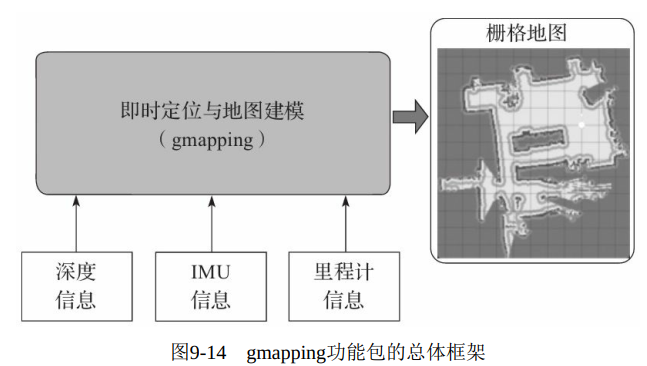 栅格地图
即时定位与地图建模
（gmapping）
深度
信息
IMU
信息
里程计
信息
图9-14 gmapping功能包的总体框架